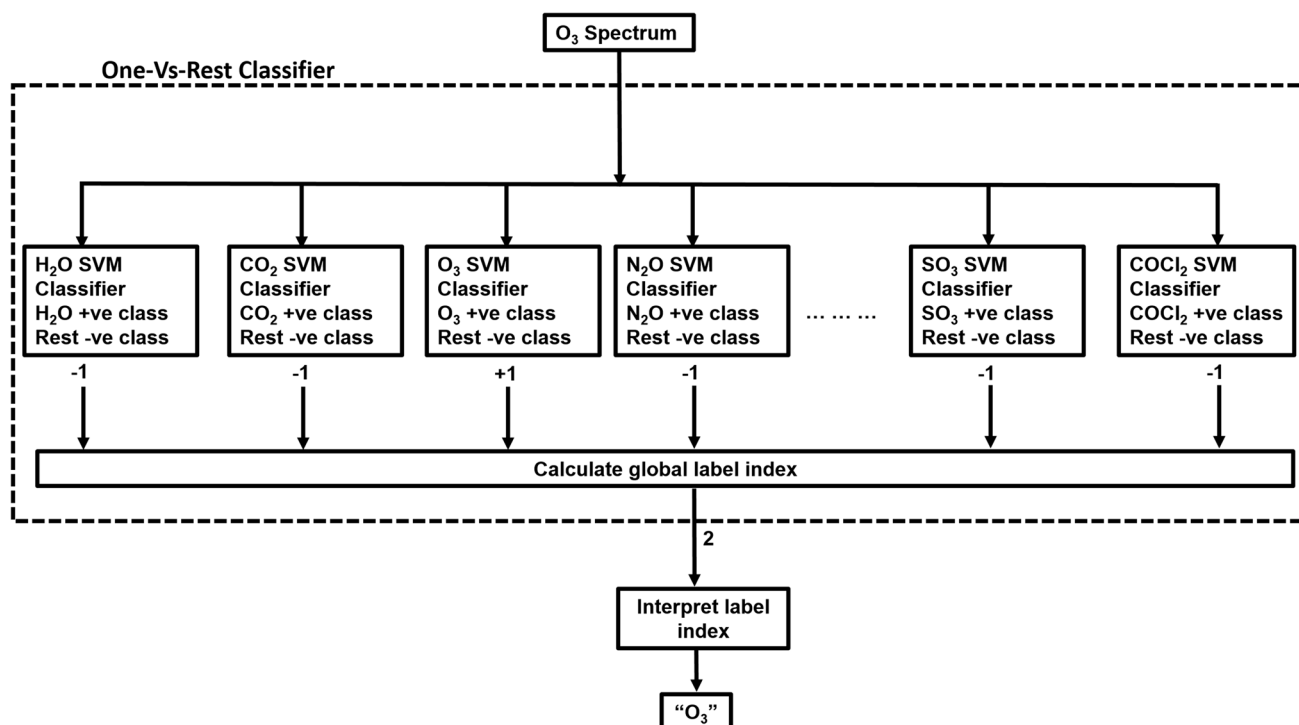 O₃ Spectrum
One-Vs-Rest Classifier
H₂O SVM
Classifier
H₂O +ve class
Rest -ve class
CO₂ SVM
Classifier
CO₂ +ve class
Rest -ve class
O₃ SVM
Classifier
O₃ +ve class
Rest -ve class
N₂O SVM
Classifier
N₂O +ve class
Rest -ve class
... ... ...
SO₃ SVM
Classifier
SO₃ +ve class
Rest -ve class
COCl₂ SVM
Classifier
COCl₂ +ve class
Rest -ve class
-1
-1
+1
-1
-1
-1
Calculate global label index
2
Interpret label
index
“O₃”